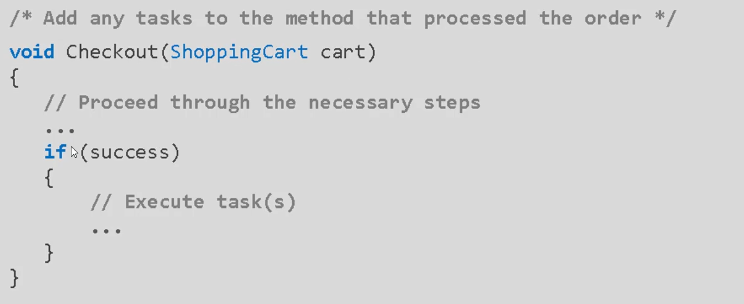 /* Add any tasks to the method that processed the order */
void Checkout(ShoppingCart cart)
{
// Proceed through the necessary steps
...
if (success)
{
// Execute task(s)
...
}
}